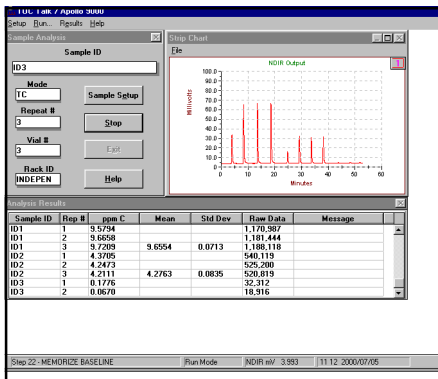 TOC Talk / Apollo 9000
Setup Run... Results Help
Sample Analysis
Sample ID
ID3
Mode
TC
Sample Setup
Repeat #
3
Stop
Vial #
3
Exit
Rack ID
INDEPEN
Help
Strip Chart
File
NDIR Output
1
Millivolts
100.0
90.0
80.0
70.0
60.0
50.0
40.0
30.0
20.0
10.0
0.0
0 10 20 30 40 50 60
Minutes
Analysis Results
Sample ID Rep # ppm C Mean Std Dev Raw Data Message
ID1 1 9.5794 1,170,987
ID1 2 9.6658 1,181,444
ID1 3 9.7209 9.6554 0.0713 1,188,118
ID2 1 4.3705 540,119
ID2 2 4.2473 525,200
ID2 3 4.2111 4.2763 0.0835 520,819
ID3 1 0.1776 32,312
ID3 2 0.0670 18,916
Step 22 - MEMORIZE BASELINE Run Mode NDIR mV 3.993 11 12 2000/07/05